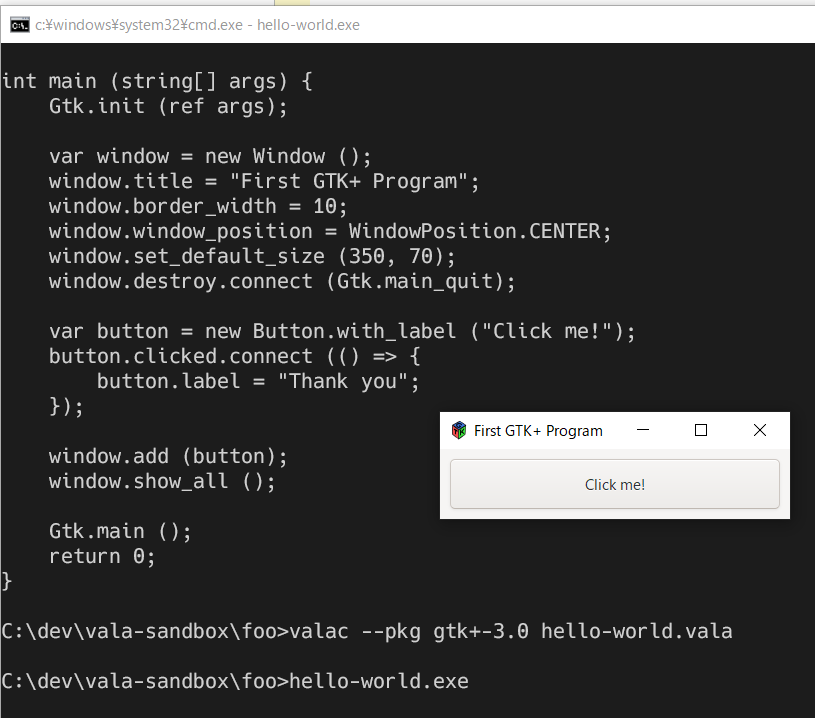 c:¥windows¥system32¥cmd.exe - hello-world.exe
int main (string[] args) {
    Gtk.init (ref args);
    var window = new Window ();
    window.title = "First GTK+ Program";
    window.border_width = 10;
    window.window_position = WindowPosition.CENTER;
    window.set_default_size (350, 70);
    window.destroy.connect (Gtk.main_quit);
    var button = new Button.with_label ("Click me!");
    button.clicked.connect (() => {
        button.label = "Thank you";
    });
    window.add (button);
    window.show_all ();
    Gtk.main ();
    return 0;
}
C:\dev\vala-sandbox\foo>valac --pkg gtk+-3.0 hello-world.vala
C:\dev\vala-sandbox\foo>hello-world.exe
First GTK+ Program
Click me!